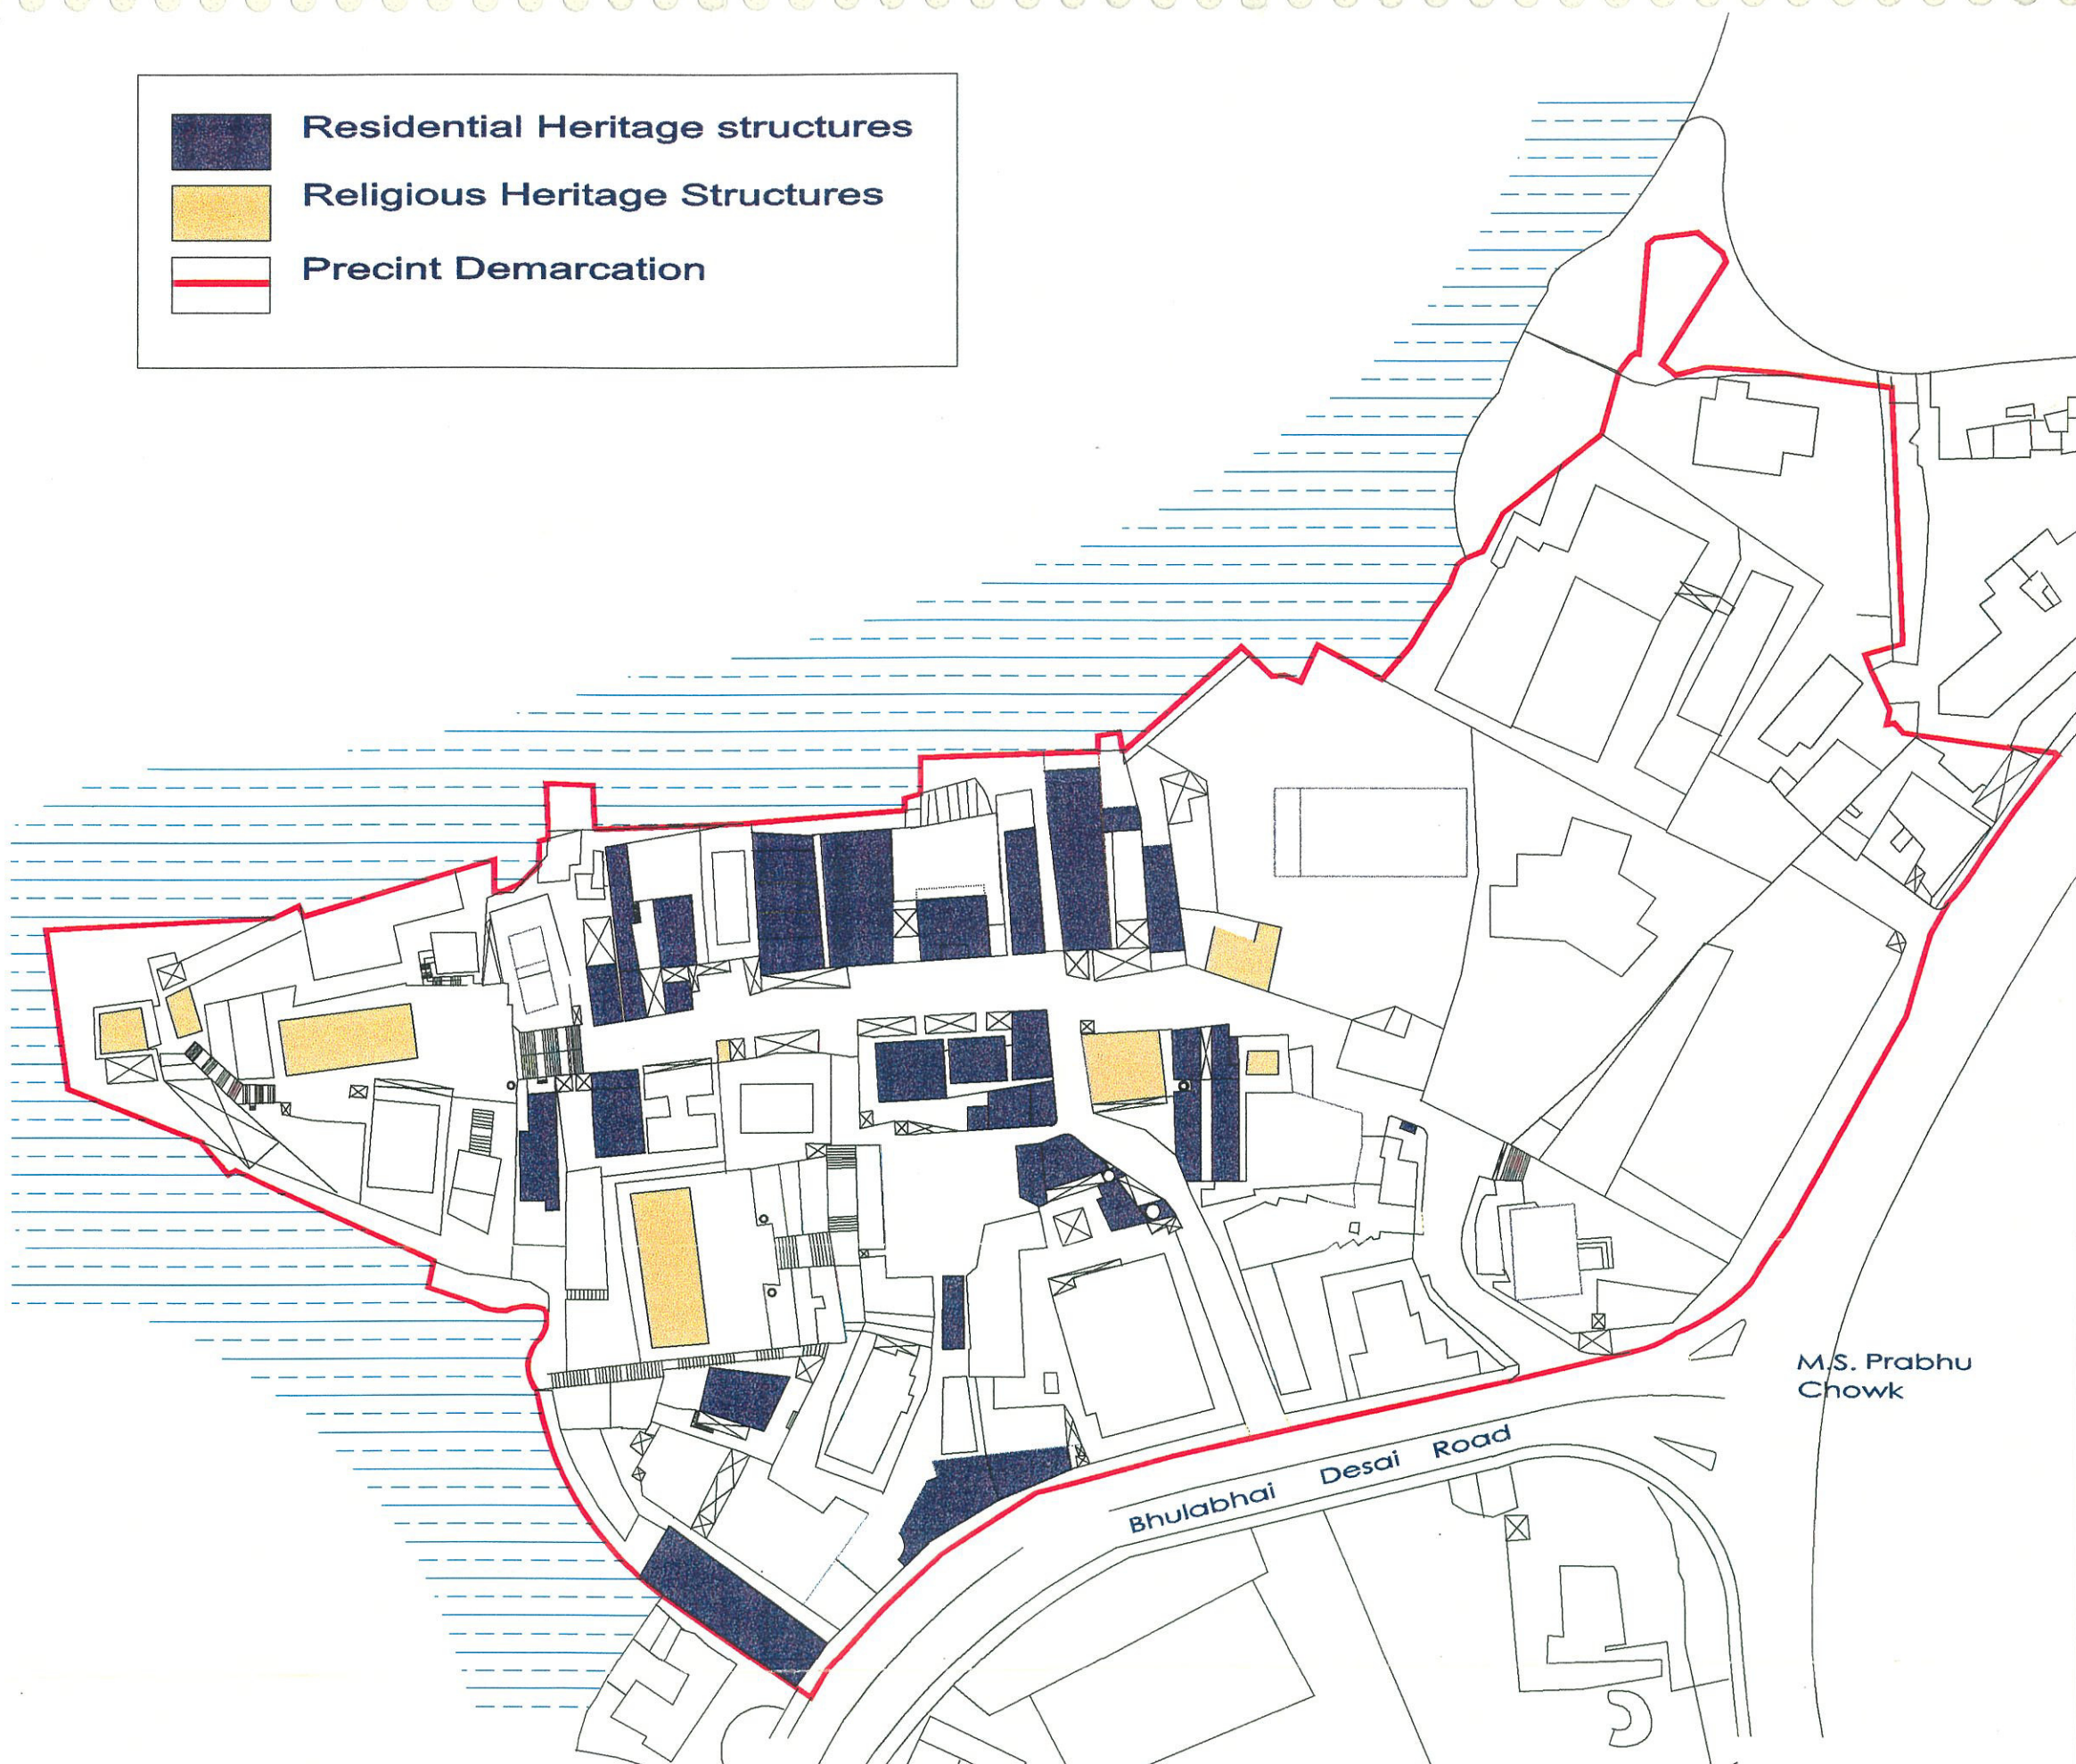 Residential Heritage structures
Religious Heritage Structures
Precint Demarcation
M.S. Prabhu
Chowk
Bhulabhai Desai Road